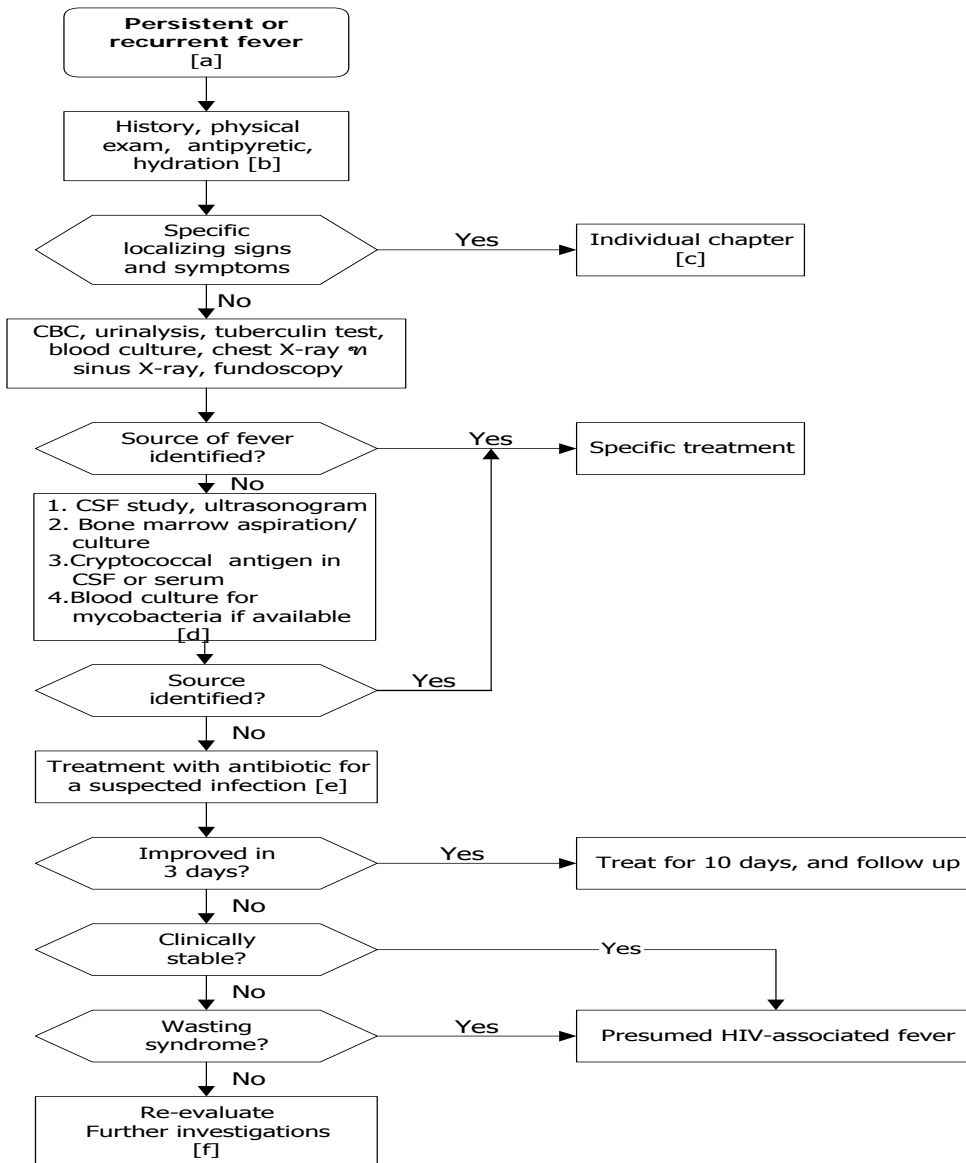 Persistent or
recurrent fever
[a]
History, physical
exam, antipyretic,
hydration [b]
Specific
localizing signs
and symptoms
Yes
Individual chapter
[c]
No
CBC, urinalysis, tuberculin test,
blood culture, chest X-ray ฑ
sinus X-ray, fundoscopy
Source of fever
identified?
Yes
Specific treatment
No
1. CSF study, ultrasonogram
2. Bone marrow aspiration/
culture
3.Cryptococcal antigen in
CSF or serum
4.Blood culture for
mycobacteria if available
[d]
Source
identified?
Yes
No
Treatment with antibiotic for
a suspected infection [e]
Improved in
3 days?
Yes
Treat for 10 days, and follow up
No
Clinically
stable?
Yes
No
Wasting
syndrome?
Yes
Presumed HIV-associated fever
No
Re-evaluate
Further investigations
[f]